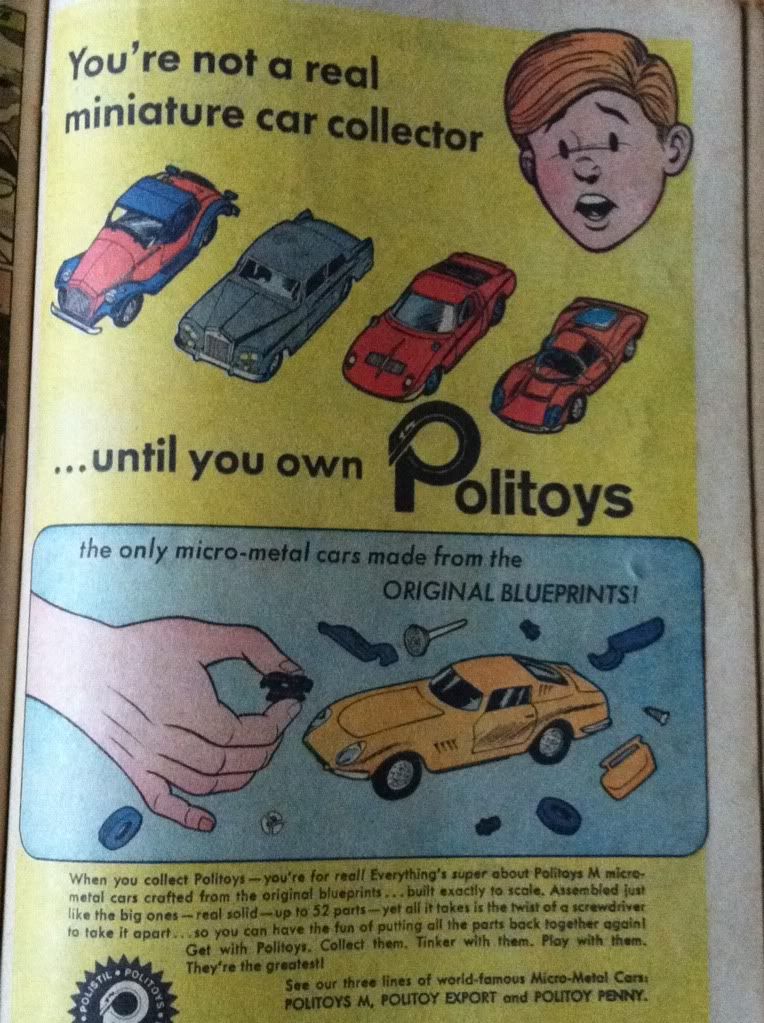 You're not a real
miniature car collector
...until you own Politoys
the only micro-metal cars made from the
ORIGINAL BLUEPRINTS!
When you collect Politoys—you're for real! Everything's super about Politoys M micro-
metal cars crafted from the original blueprints...built exactly to scale. Assembled just
like the big ones—real solid—up to 52 parts—yet all it takes is the twist of a screwdriver
to take it apart...so you can have the fun of putting all the parts back together again!
Get with Politoys. Collect them. Tinker with them. Play with them.
They're the greatest!
See our three lines of world-famous Micro-Metal Cars:
POLITOYS M, POLITOY EXPORT and POLITOY PENNY.
POLISTIL • POLITOYS •